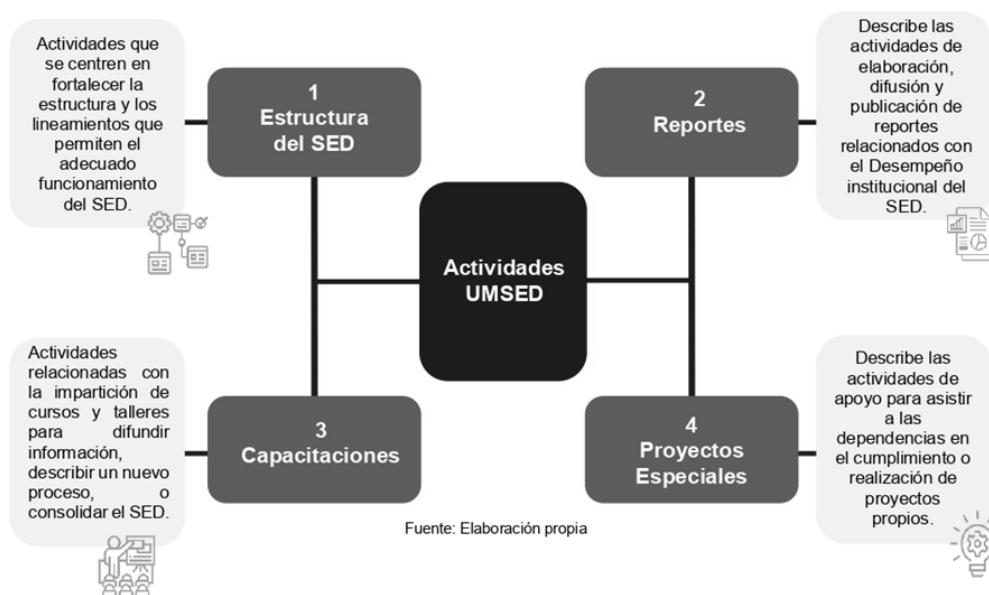 Actividades que
se centren en
fortalecer la
estructura y los
lineamientos que
permiten el
adecuado
funcionamiento
del SED.
1
Estructura
del SED
2
Reportes
Describe las
actividades de
elaboración,
difusión y
publicación de
reportes
relacionados con
el Desempeño
institucional del
SED.
Actividades
UMSED
Actividades
relacionadas con
la impartición de
cursos y talleres
para difundir
información,
describir un nuevo
proceso, o
consolidar el SED.
3
Capacitaciones
4
Proyectos
Especiales
Describe las
actividades de
apoyo para asistir
a las
dependencias en
el cumplimiento o
realización de
proyectos
propios.
Fuente: Elaboración propia